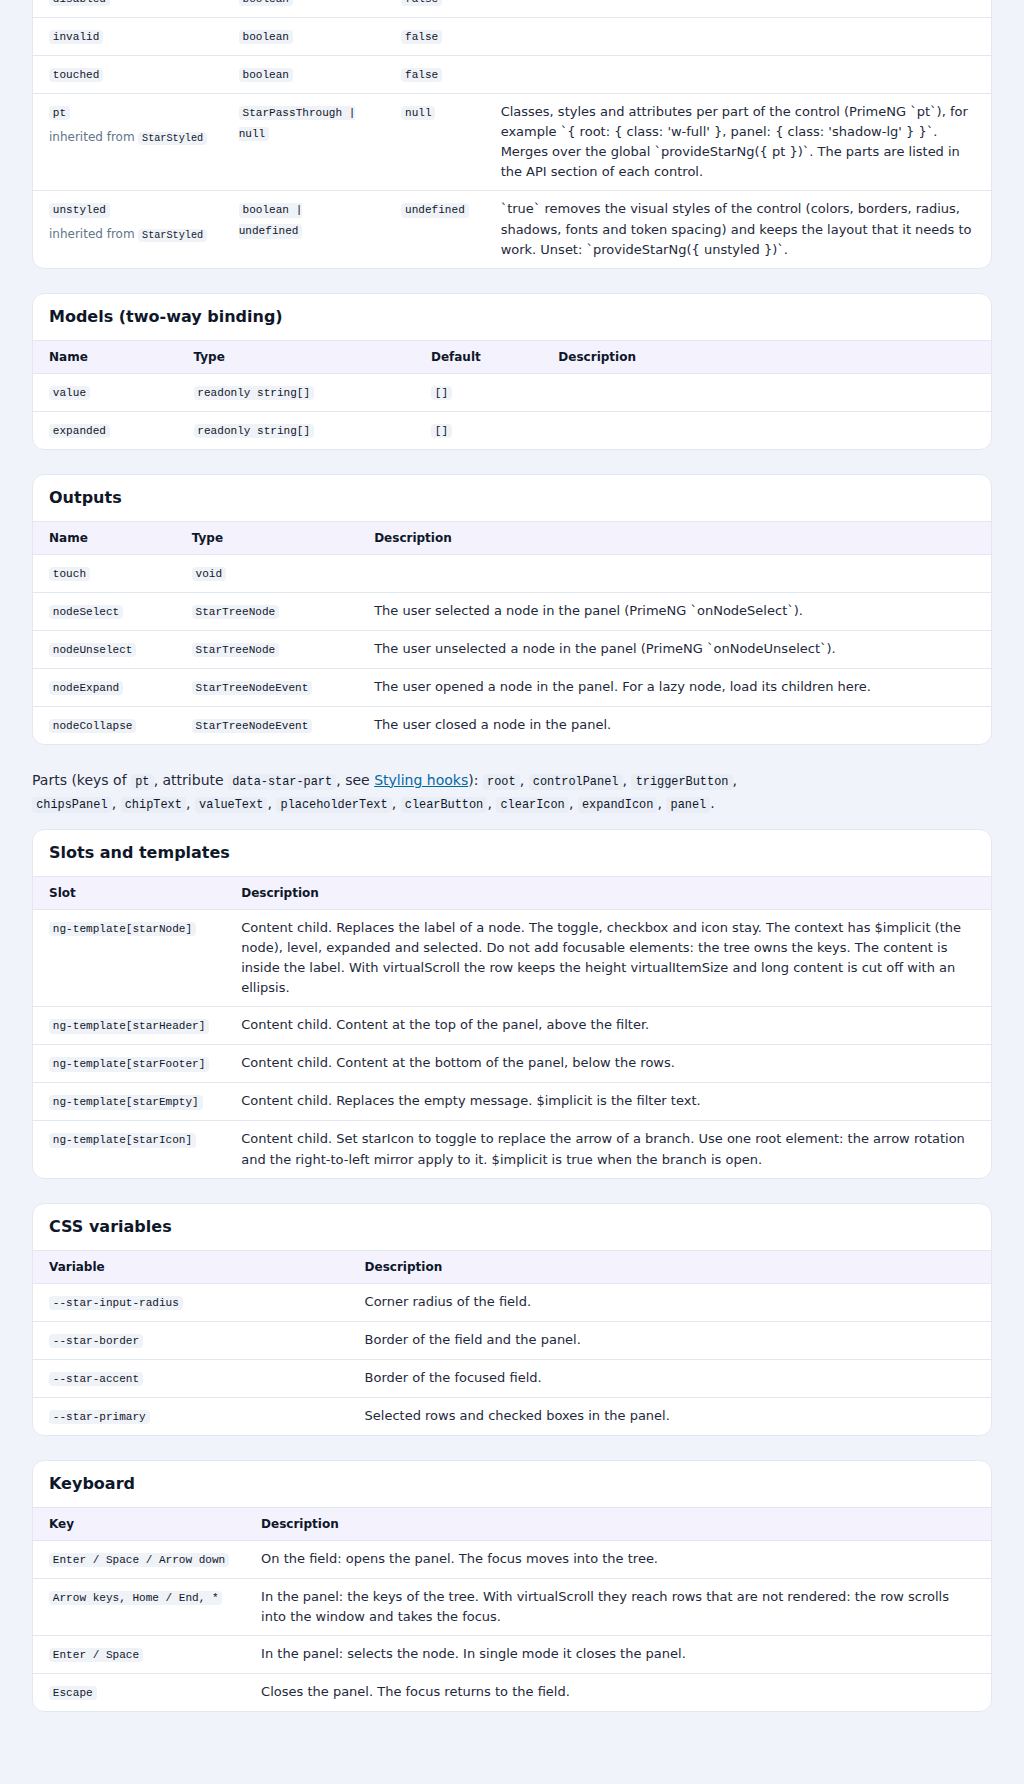 disabled boolean false
invalid boolean false
touched boolean false
pt StarPassThrough | null Classes, styles and attributes per part of the control (PrimeNG `pt`), for
inherited from StarStyled null example `{ root: { class: 'w-full' }, panel: { class: 'shadow-lg' } }`.
Merges over the global `provideStarNg({ pt })`. The parts are listed in
the API section of each control.
unstyled boolean | undefined `true` removes the visual styles of the control (colors, borders, radius,
inherited from StarStyled undefined shadows, fonts and token spacing) and keeps the layout that it needs to
work. Unset: `provideStarNg({ unstyled })`.
Models (two-way binding)
Name Type Default Description
value readonly string[] []
expanded readonly string[] []
Outputs
Name Type Description
touch void
nodeSelect StarTreeNode The user selected a node in the panel (PrimeNG `onNodeSelect`).
nodeUnselect StarTreeNode The user unselected a node in the panel (PrimeNG `onNodeUnselect`).
nodeExpand StarTreeNodeEvent The user opened a node in the panel. For a lazy node, load its children here.
nodeCollapse StarTreeNodeEvent The user closed a node in the panel.
Parts (keys of pt, attribute data-star-part, see Styling hooks): root, controlPanel, triggerButton,
chipsPanel, chipText, valueText, placeholderText, clearButton, clearIcon, expandIcon, panel.
Slots and templates
Slot Description
ng-template[starNode] Content child. Replaces the label of a node. The toggle, checkbox and icon stay. The context has $implicit (the
node), level, expanded and selected. Do not add focusable elements: the tree owns the keys. The content is
inside the label. With virtualScroll the row keeps the height virtualItemSize and long content is cut off with an
ellipsis.
ng-template[starHeader] Content child. Content at the top of the panel, above the filter.
ng-template[starFooter] Content child. Content at the bottom of the panel, below the rows.
ng-template[starEmpty] Content child. Replaces the empty message. $implicit is the filter text.
ng-template[starIcon] Content child. Set starIcon to toggle to replace the arrow of a branch. Use one root element: the arrow rotation
and the right-to-left mirror apply to it. $implicit is true when the branch is open.
CSS variables
Variable Description
--star-input-radius Corner radius of the field.
--star-border Border of the field and the panel.
--star-accent Border of the focused field.
--star-primary Selected rows and checked boxes in the panel.
Keyboard
Key Description
Enter / Space / Arrow down On the field: opens the panel. The focus moves into the tree.
Arrow keys, Home / End, * In the panel: the keys of the tree. With virtualScroll they reach rows that are not rendered: the row scrolls
into the window and takes the focus.
Enter / Space In the panel: selects the node. In single mode it closes the panel.
Escape Closes the panel. The focus returns to the field.